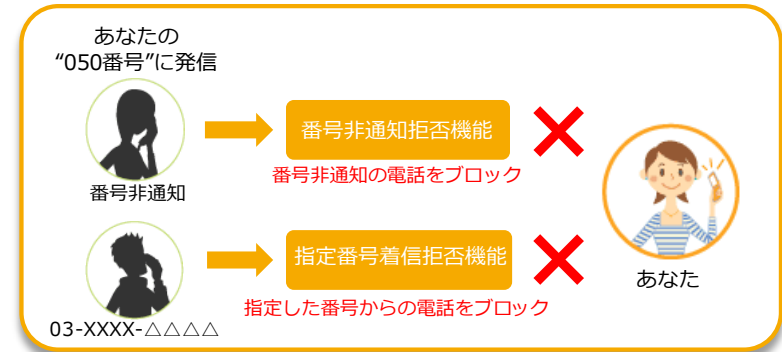 あなたの
“050番号”に発信
番号非通知拒否機能
番号非通知の電話をブロック
番号非通知
指定番号着信拒否機能
あなた
指定した番号からの電話をブロック
03-XXXX-△△△△